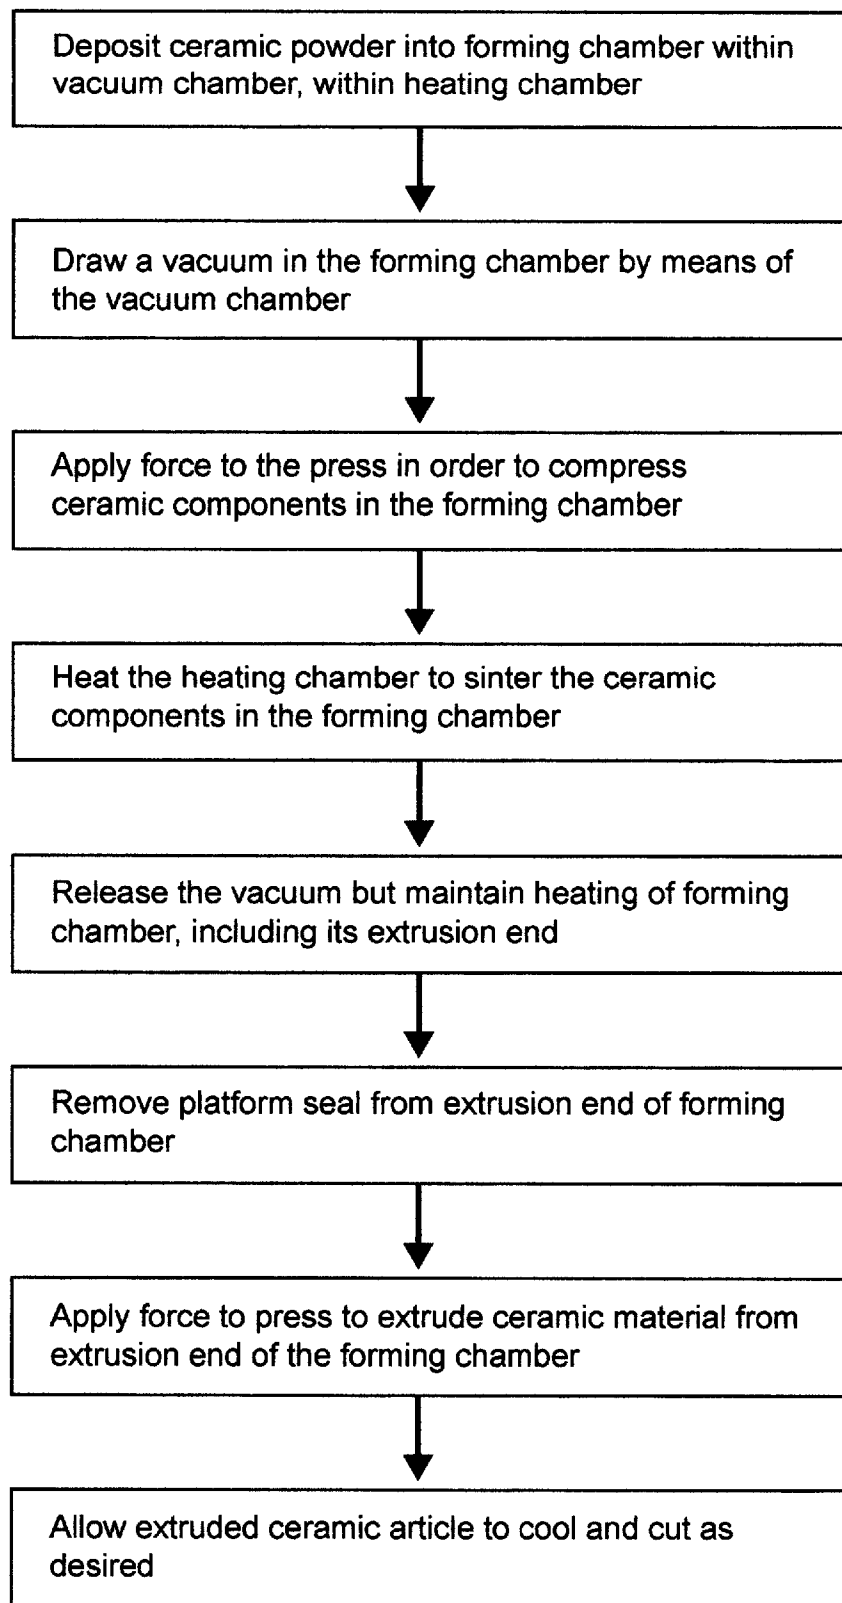 Deposit ceramic powder into forming chamber within
vacuum chamber, within heating chamber
Draw a vacuum in the forming chamber by means of
the vacuum chamber
Apply force to the press in order to compress
ceramic components in the forming chamber
Heat the heating chamber to sinter the ceramic
components in the forming chamber
Release the vacuum but maintain heating of forming
chamber, including its extrusion end
Remove platform seal from extrusion end of forming
chamber
Apply force to press to extrude ceramic material from
extrusion end of the forming chamber
Allow extruded ceramic article to cool and cut as
desired